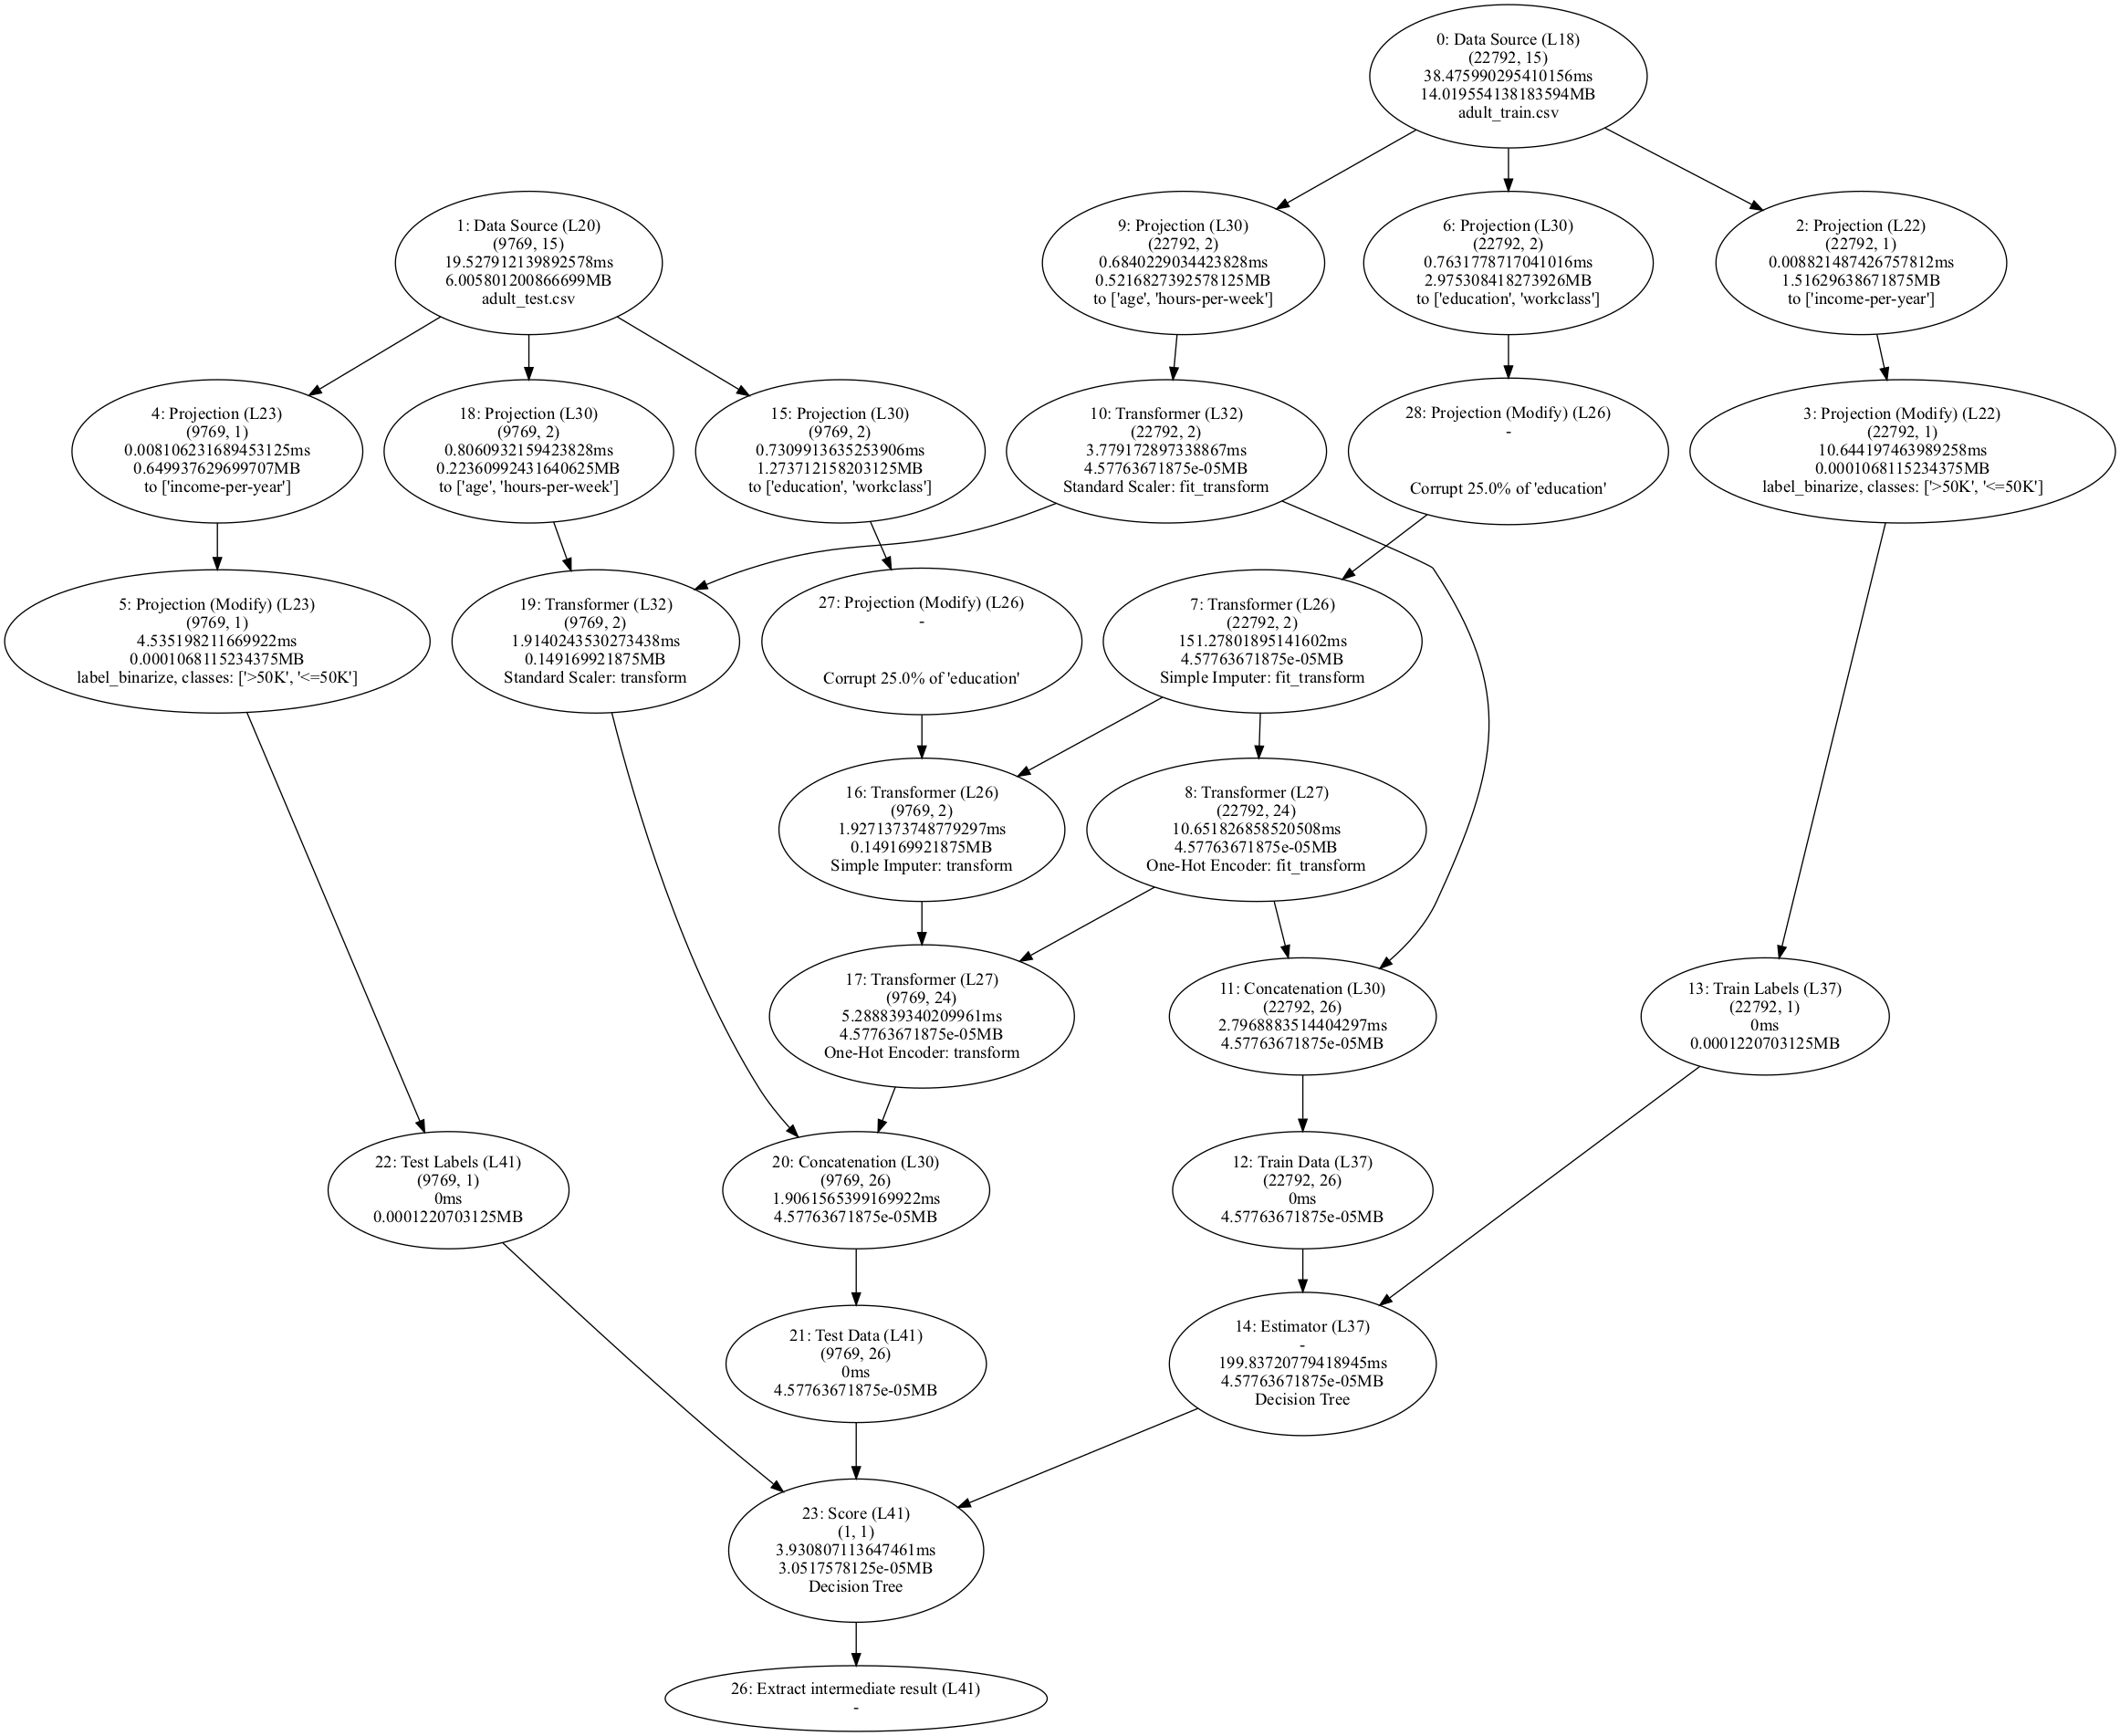 0: Data Source (L18)
(22792, 15)
38.475990295410156ms
14.019554138183594MB
adult_train.csv
1: Data Source (L20)
(9769, 15)
19.527912139892578ms
6.005801200866699MB
adult_test.csv
9: Projection (L30)
(22792, 2)
0.6840229034423828ms
0.5216827392578125MB
to ['age', 'hours-per-week']
6: Projection (L30)
(22792, 2)
0.7631778717041016ms
2.975308418273926MB
to ['education', 'workclass']
2: Projection (L22)
(22792, 1)
0.008821487426757812ms
1.51629638671875MB
to ['income-per-year']
4: Projection (L23)
(9769, 1)
0.008106231689453125ms
0.649937629699707MB
to ['income-per-year']
18: Projection (L30)
(9769, 2)
0.8060932159423828ms
0.22360992431640625MB
to ['age', 'hours-per-week']
15: Projection (L30)
(9769, 2)
0.7309913635253906ms
1.273712158203125MB
to ['education', 'workclass']
10: Transformer (L32)
(22792, 2)
3.779172897338867ms
4.57763671875e-05MB
Standard Scaler: fit_transform
28: Projection (Modify) (L26)
-
Corrupt 25.0% of 'education'
3: Projection (Modify) (L22)
(22792, 1)
10.644197463989258ms
0.0001068115234375MB
label_binarize, classes: ['>50K', '<=50K']
5: Projection (Modify) (L23)
(9769, 1)
4.535198211669922ms
0.0001068115234375MB
label_binarize, classes: ['>50K', '<=50K']
19: Transformer (L32)
(9769, 2)
1.9140243530273438ms
0.149169921875MB
Standard Scaler: transform
27: Projection (Modify) (L26)
-
Corrupt 25.0% of 'education'
7: Transformer (L26)
(22792, 2)
151.27801895141602ms
4.57763671875e-05MB
Simple Imputer: fit_transform
16: Transformer (L26)
(9769, 2)
1.9271373748779297ms
0.149169921875MB
Simple Imputer: transform
8: Transformer (L27)
(22792, 24)
10.651826858520508ms
4.57763671875e-05MB
One-Hot Encoder: fit_transform
17: Transformer (L27)
(9769, 24)
5.288839340209961ms
4.57763671875e-05MB
One-Hot Encoder: transform
11: Concatenation (L30)
(22792, 26)
2.7968883514404297ms
4.57763671875e-05MB
13: Train Labels (L37)
(22792, 1)
0ms
0.0001220703125MB
22: Test Labels (L41)
(9769, 1)
0ms
0.0001220703125MB
20: Concatenation (L30)
(9769, 26)
1.9061565399169922ms
4.57763671875e-05MB
12: Train Data (L37)
(22792, 26)
0ms
4.57763671875e-05MB
21: Test Data (L41)
(9769, 26)
0ms
4.57763671875e-05MB
14: Estimator (L37)
-
199.83720779418945ms
4.57763671875e-05MB
Decision Tree
23: Score (L41)
(1, 1)
3.930807113647461ms
3.0517578125e-05MB
Decision Tree
26: Extract intermediate result (L41)
-